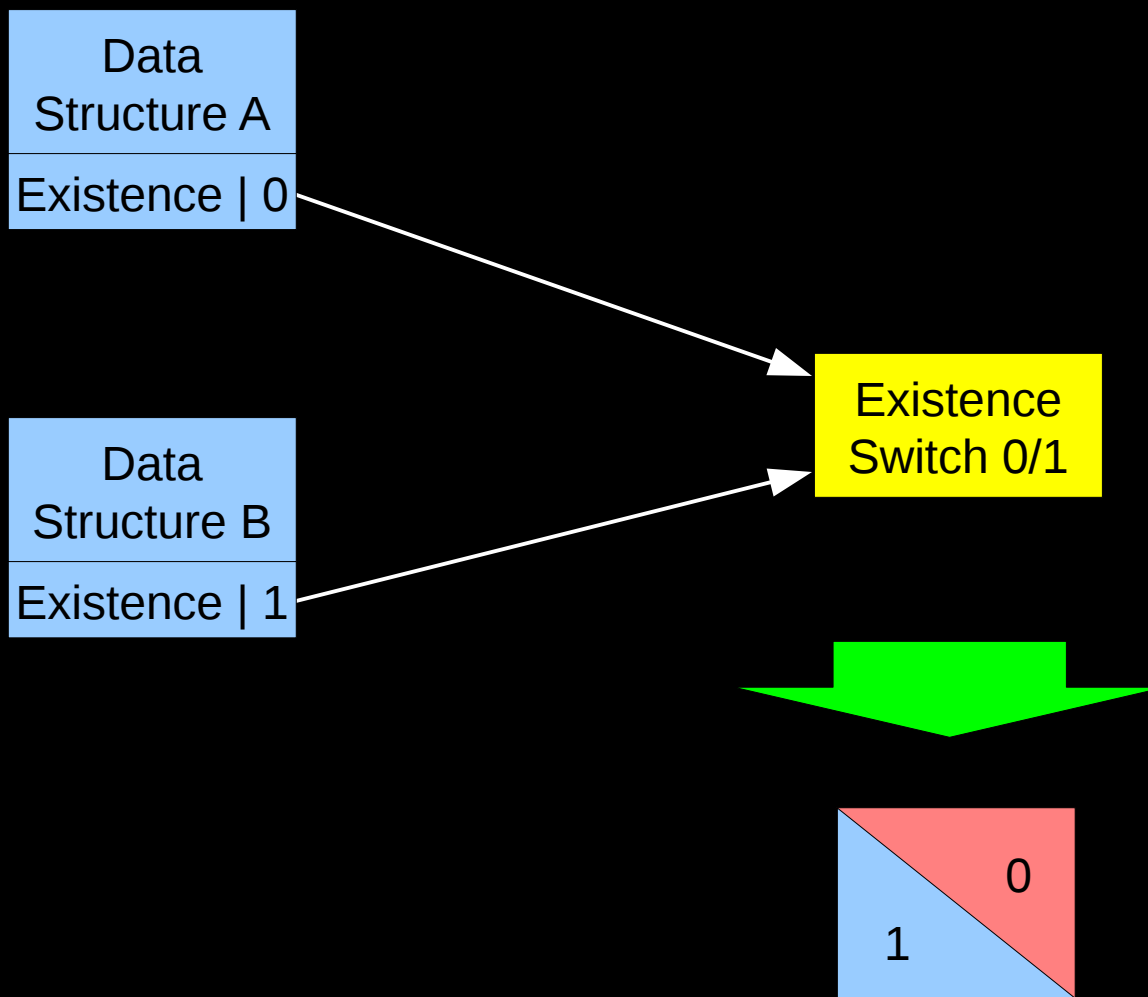 Data
Structure A
Existence | 0
Existence
Switch 0/1
Data
Structure B
Existence | 1
0
1